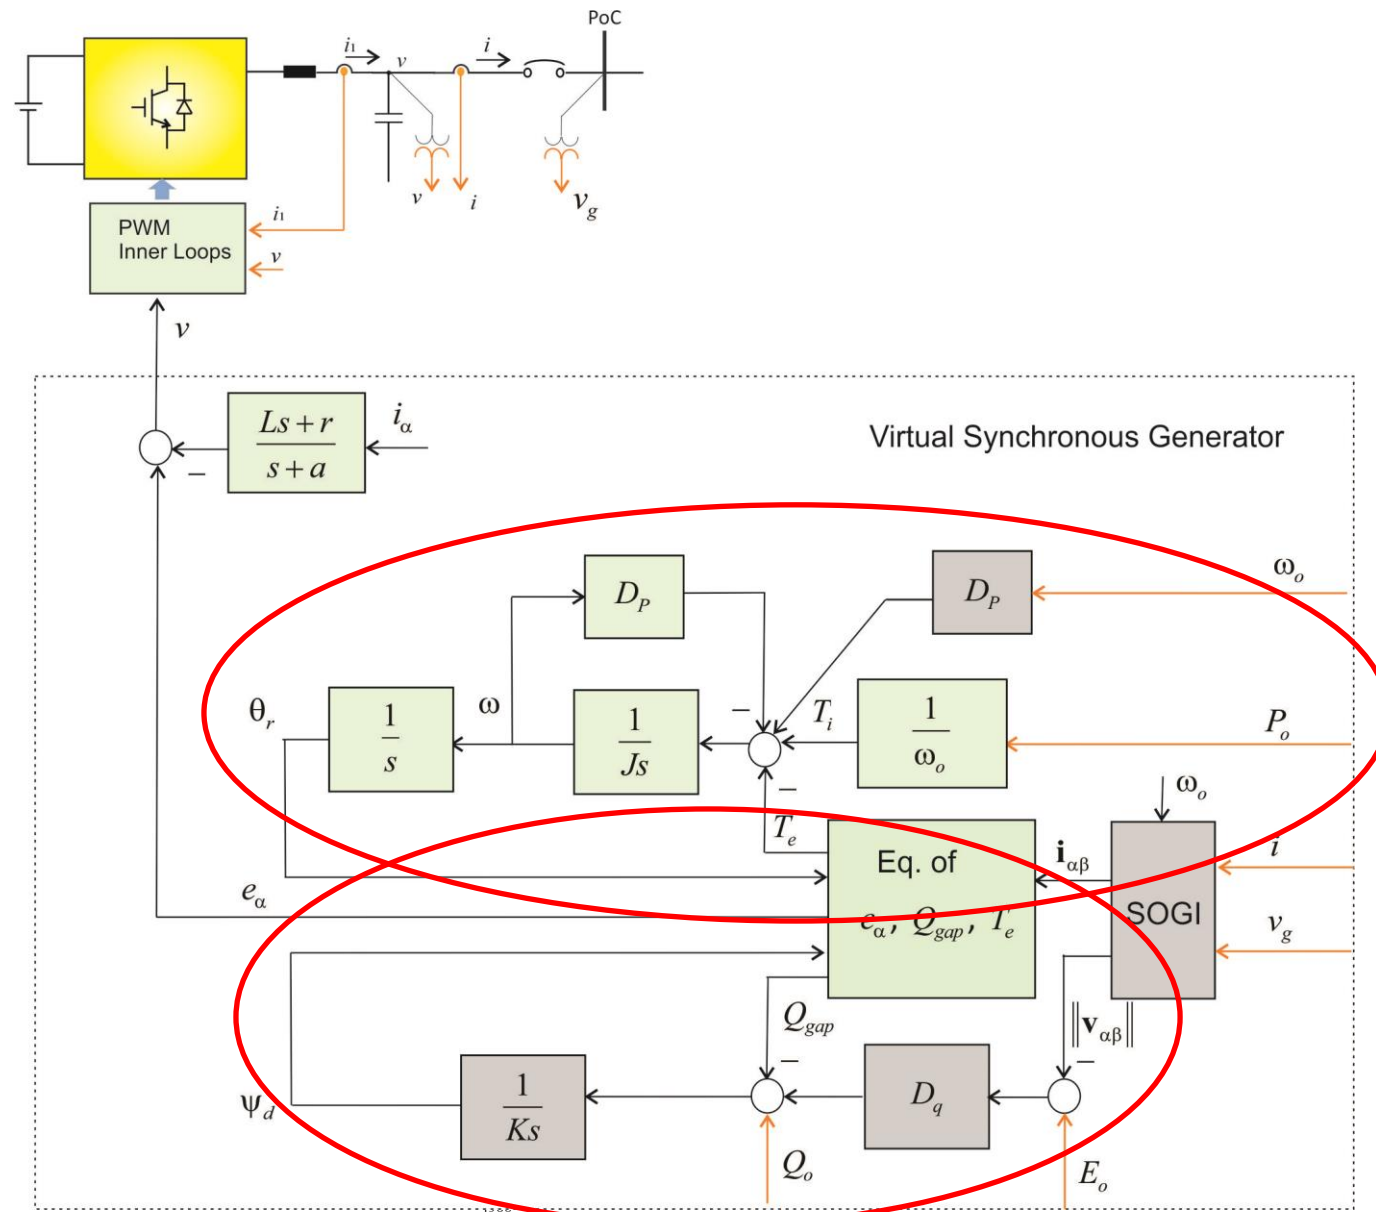 PoC
i₁
v
i
v
i
v_g
i₁
PWM
Inner Loops
v
v
Ls + r
s + a
i_α
–
Virtual Synchronous Generator
D_P
D_P
ω_o
θ_r
1
s
ω
1
Js
–
T_i
1
ω_o
P_o
–
T_e
ω_o
Eq. of
e_α, Q_gap, T_e
i_αβ
SOGI
i
v_g
e_α
Q_gap
‖v_αβ‖
–
–
ψ_d
1
Ks
D_q
Q_o
E_o